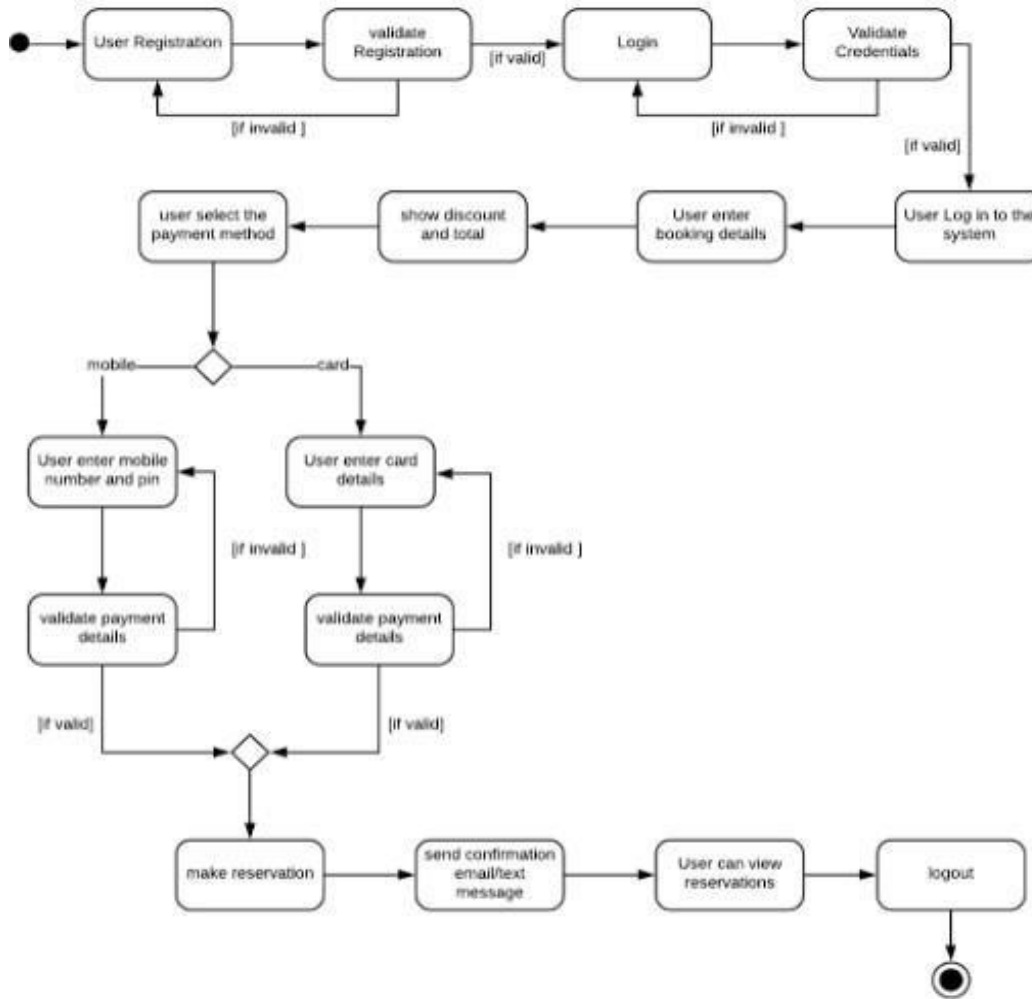 User Registration
validate
Registration
[if valid]
Login
Validate
Credentials
[if invalid ]
[if invalid ]
[if valid]
user select the
payment method
show discount
and total
User enter
booking details
User Log in to the
system
mobile
card
User enter mobile
number and pin
User enter card
details
[if invalid ]
[if invalid ]
validate payment
details
validate payment
details
[if valid]
[if valid]
make reservation
send confirmation
email/text
message
User can view
reservations
logout